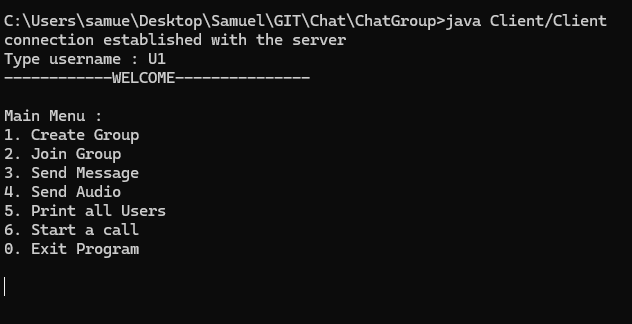 C:\Users\samue\Desktop\Samuel\GIT\Chat\ChatGroup>java Client/Client
connection established with the server
Type username : U1
------------WELCOME---------------
Main Menu :
1. Create Group
2. Join Group
3. Send Message
4. Send Audio
5. Print all Users
6. Start a call
0. Exit Program